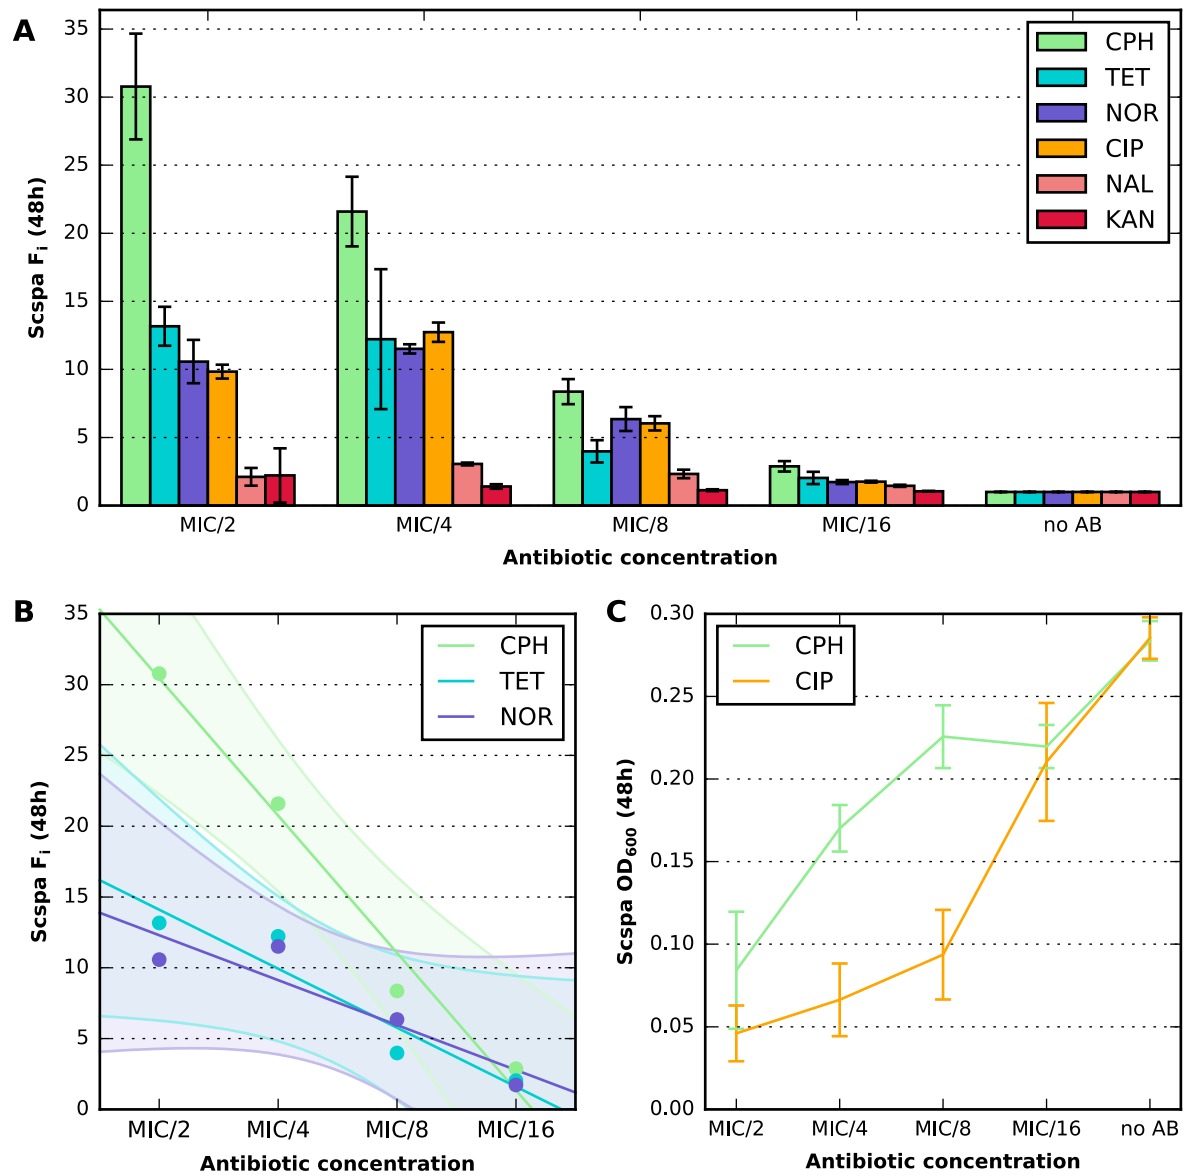 A
35
30
25
20
15
10
5
0
Scspa Fi (48h)
CPH
TET
NOR
CIP
NAL
KAN
MIC/2 MIC/4 MIC/8 MIC/16 no AB
Antibiotic concentration
B
35
30
25
20
15
10
5
0
Scspa Fi (48h)
CPH
TET
NOR
MIC/2 MIC/4 MIC/8 MIC/16
Antibiotic concentration
C
0.30
0.25
0.20
0.15
0.10
0.05
0.00
Scspa OD600 (48h)
CPH
CIP
MIC/2 MIC/4 MIC/8 MIC/16 no AB
Antibiotic concentration